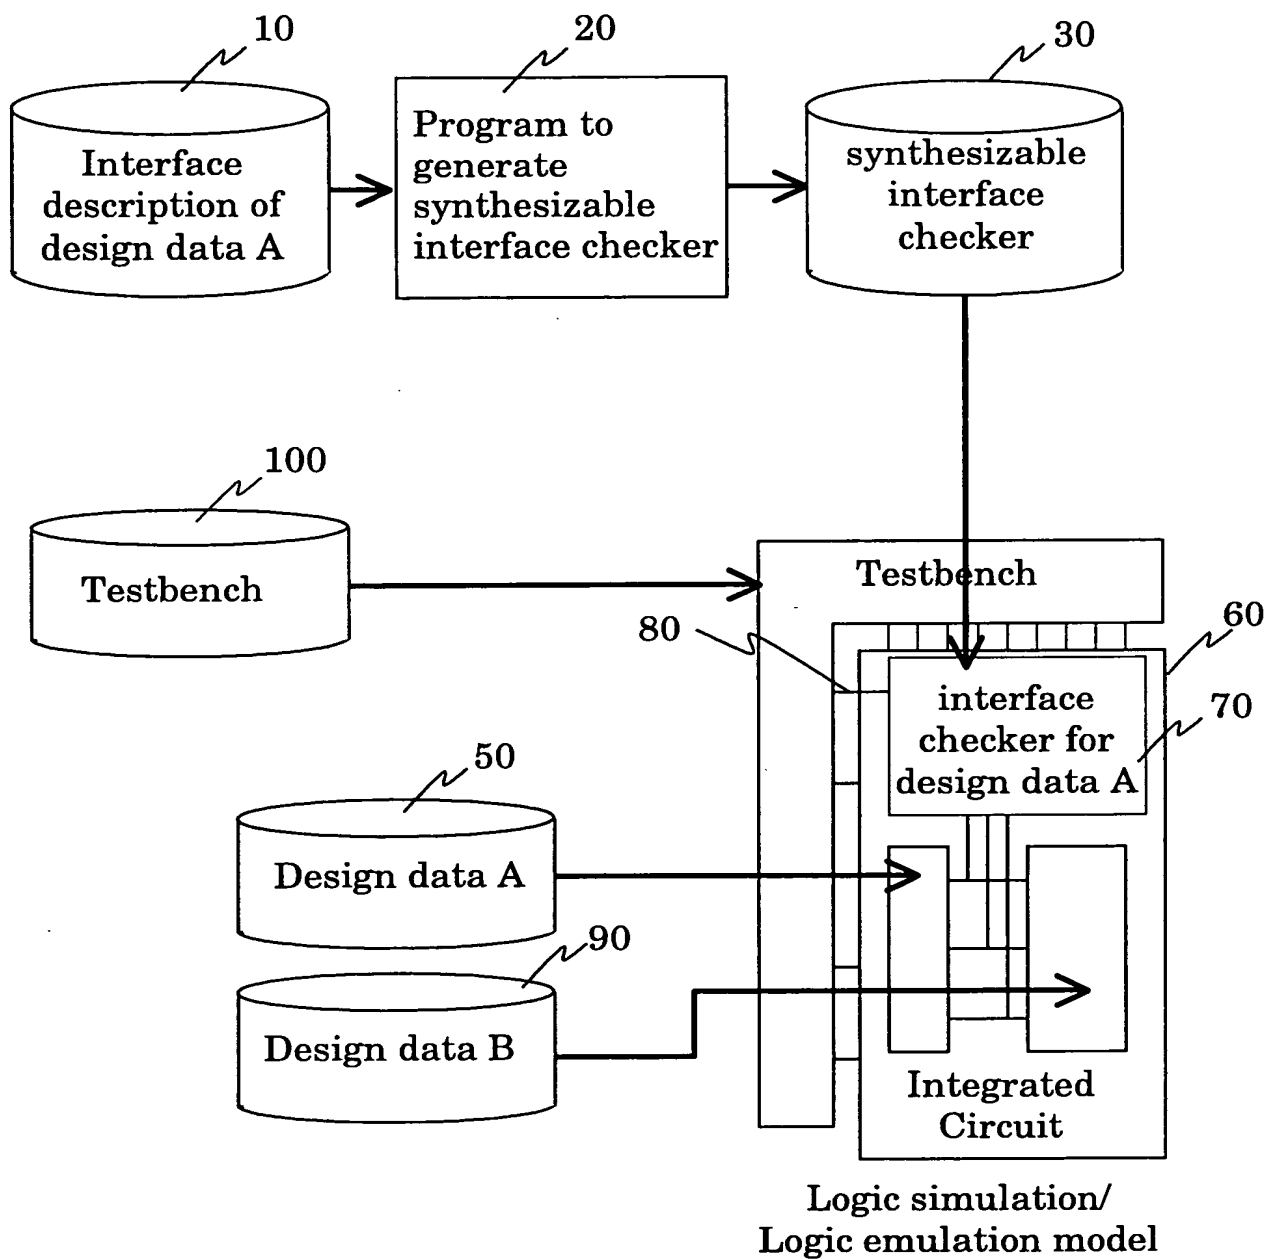 10
20
30
Interface
description of
design data A
Program to
generate
synthesizable
interface checker
synthesizable
interface
checker
100
Testbench
Testbench
80
60
interface
checker for
design data A
70
50
Design data A
90
Design data B
Integrated
Circuit
Logic simulation/
Logic emulation model